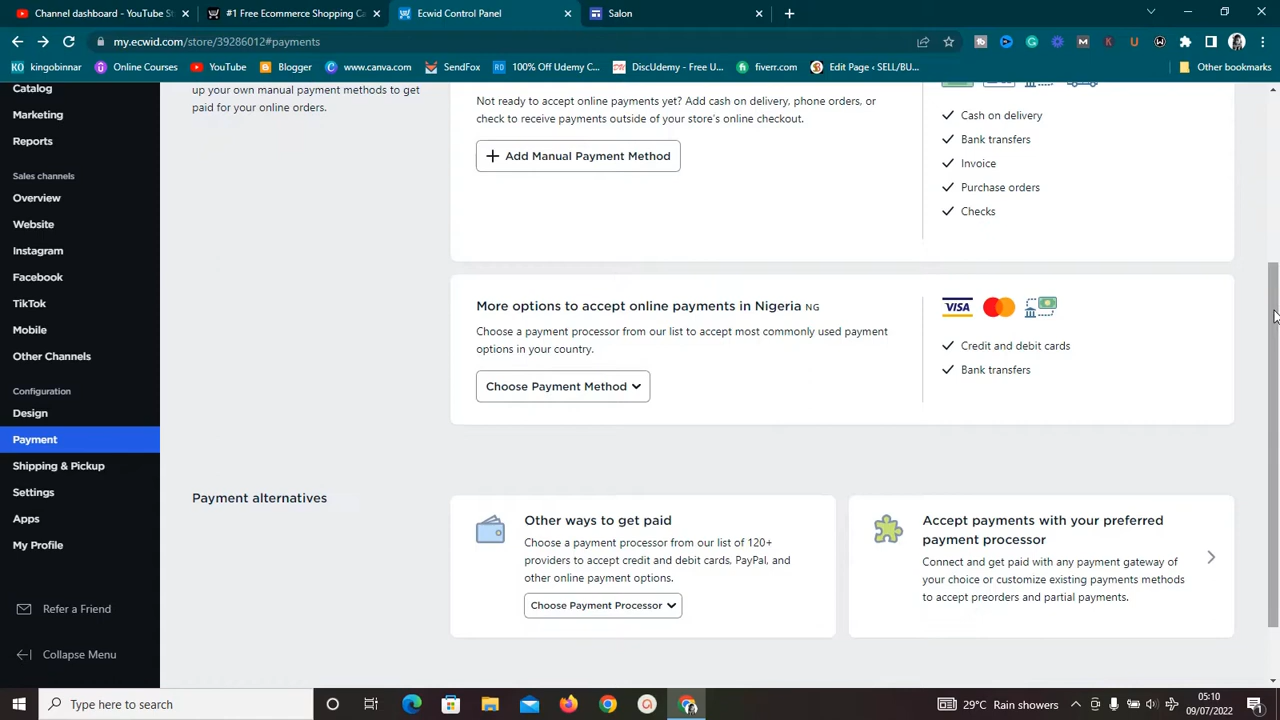 Channel dashboard - YouTube S
#1 Free Ecommerce Shopping Ca
Ecwid Control Panel
Salon
my.ecwid.com/store/39286012#payments
kingobinnar
Online Courses
YouTube
Blogger
www.canva.com
SendFox
100% Off Udemy C...
DiscUdemy - Free U...
fiverr.com
Edit Page ‹ SELL/BU...
Other bookmarks
Catalog
Marketing
Reports
Sales channels
Overview
Website
Instagram
Facebook
TikTok
Mobile
Other Channels
Configuration
Design
Payment
Shipping & Pickup
Settings
Apps
My Profile
Refer a Friend
Collapse Menu
up your own manual payment methods to get
paid for your online orders.
Not ready to accept online payments yet? Add cash on delivery, phone orders, or
check to receive payments outside of your store's online checkout.
+ Add Manual Payment Method
Cash on delivery
Bank transfers
Invoice
Purchase orders
Checks
More options to accept online payments in Nigeria NG
Choose a payment processor from our list to accept most commonly used payment
options in your country.
Choose Payment Method
VISA
Credit and debit cards
Bank transfers
Payment alternatives
Other ways to get paid
Choose a payment processor from our list of 120+
providers to accept credit and debit cards, PayPal, and
other online payment options.
Choose Payment Processor
Accept payments with your preferred
payment processor
Connect and get paid with any payment gateway of
your choice or customize existing payments methods
to accept preorders and partial payments.
Type here to search
29°C Rain showers
05:10
09/07/2022